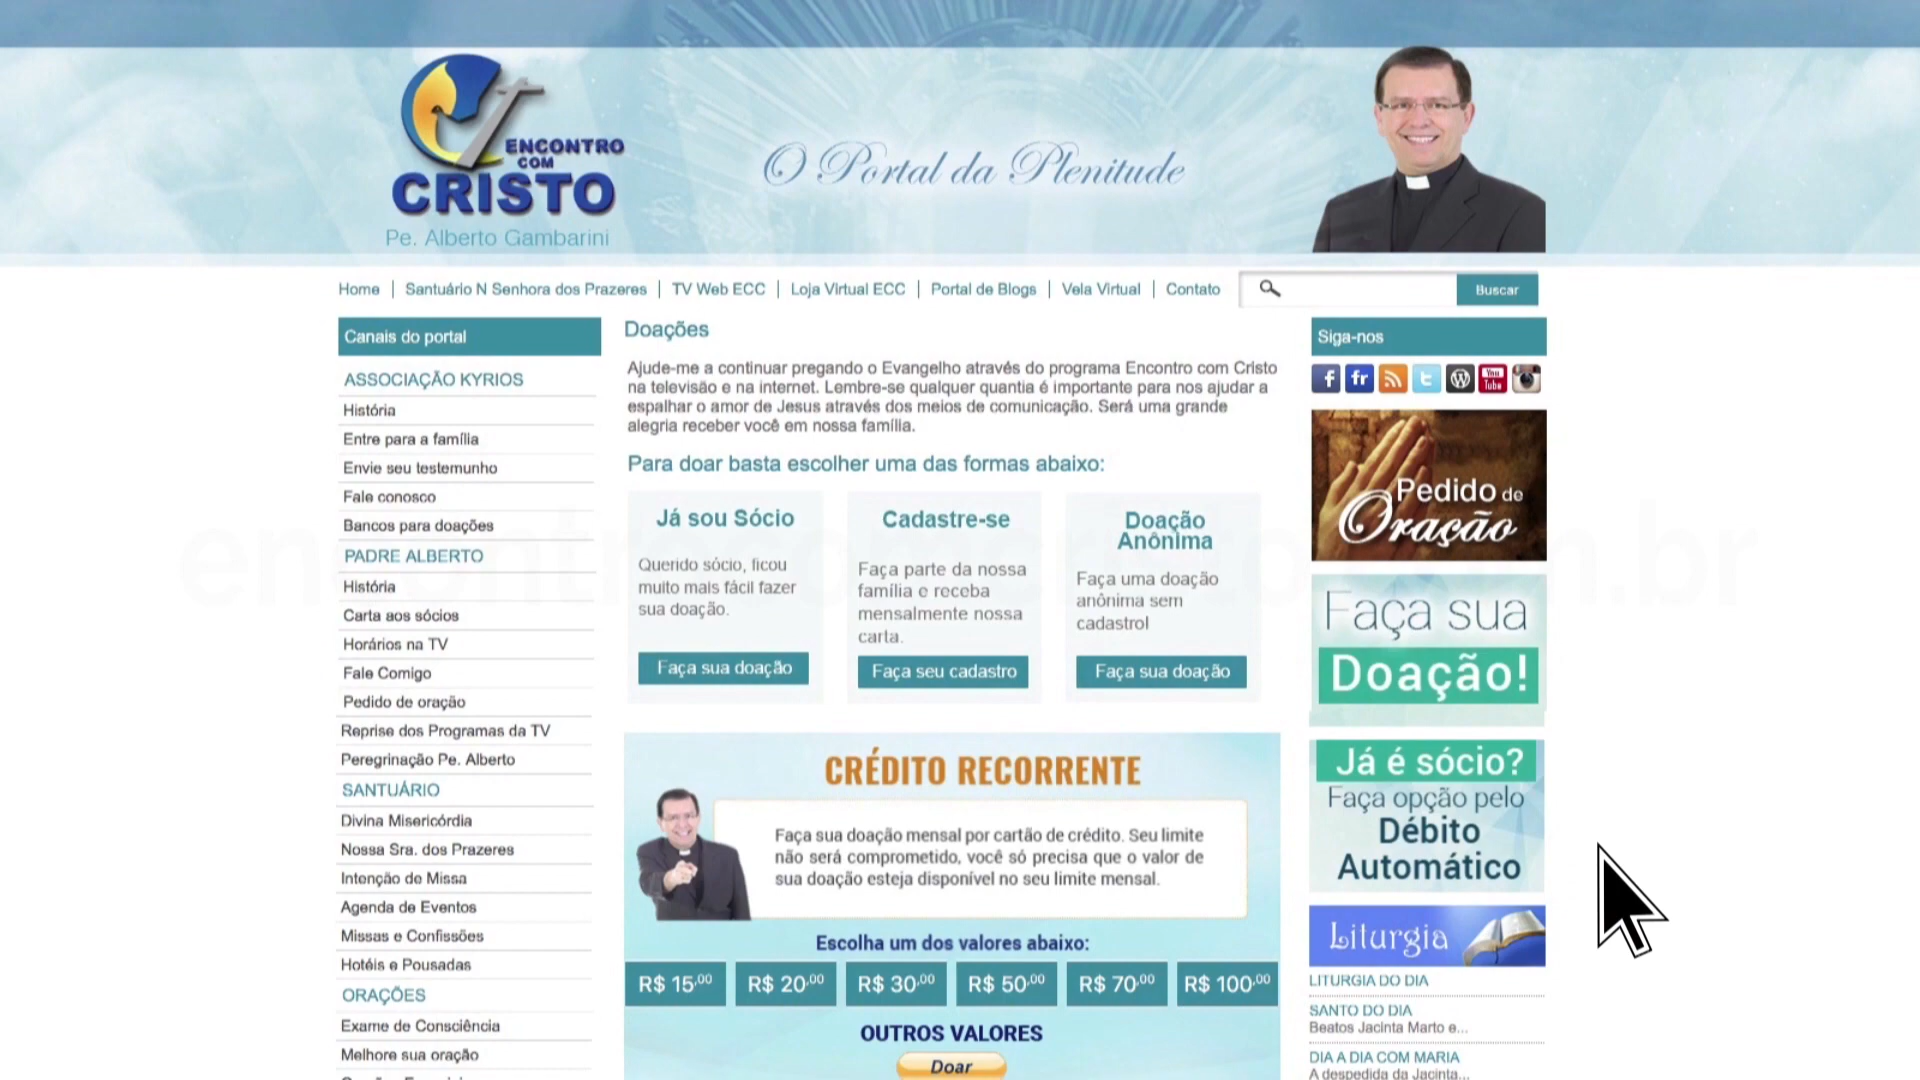 ENCONTRO
COM
CRISTO
Pe. Alberto Gambarini
O Portal da Plenitude
Home | Santuário N Senhora dos Prazeres | TV Web ECC | Loja Virtual ECC | Portal de Blogs | Vela Virtual | Contato
Buscar
Canais do portal
ASSOCIAÇÃO KYRIOS
História
Entre para a família
Envie seu testemunho
Fale conosco
Bancos para doações
PADRE ALBERTO
História
Carta aos sócios
Horários na TV
Fale Comigo
Pedido de oração
Reprise dos Programas da TV
Peregrinação Pe. Alberto
SANTUÁRIO
Divina Misericórdia
Nossa Sra. dos Prazeres
Intenção de Missa
Agenda de Eventos
Missas e Confissões
Hotéis e Pousadas
ORAÇÕES
Exame de Consciência
Melhore sua oração
Doações
Ajude-me a continuar pregando o Evangelho através do programa Encontro com Cristo
na televisão e na internet. Lembre-se qualquer quantia é importante para nos ajudar a
espalhar o amor de Jesus através dos meios de comunicação. Será uma grande
alegria receber você em nossa família.
Para doar basta escolher uma das formas abaixo:
Já sou Sócio
Querido sócio, ficou
muito mais fácil fazer
sua doação.
Faça sua doação
Cadastre-se
Faça parte da nossa
família e receba
mensalmente nossa
carta.
Faça seu cadastro
Doação
Anônima
Faça uma doação
anônima sem
cadastro!
Faça sua doação
CRÉDITO RECORRENTE
Faça sua doação mensal por cartão de crédito. Seu limite
não será comprometido, você só precisa que o valor de
sua doação esteja disponível no seu limite mensal.
Escolha um dos valores abaixo:
R$ 15,00 R$ 20,00 R$ 30,00 R$ 50,00 R$ 70,00 R$ 100,00
OUTROS VALORES
Doar
Siga-nos
f fr t W You Tube
Pedido de
Oração
Faça sua
Doação!
Já é sócio?
Faça opção pelo
Débito
Automático
Liturgia
LITURGIA DO DIA
SANTO DO DIA
Beatos Jacinta Marto e...
DIA A DIA COM MARIA
A despedida da Jacinta...